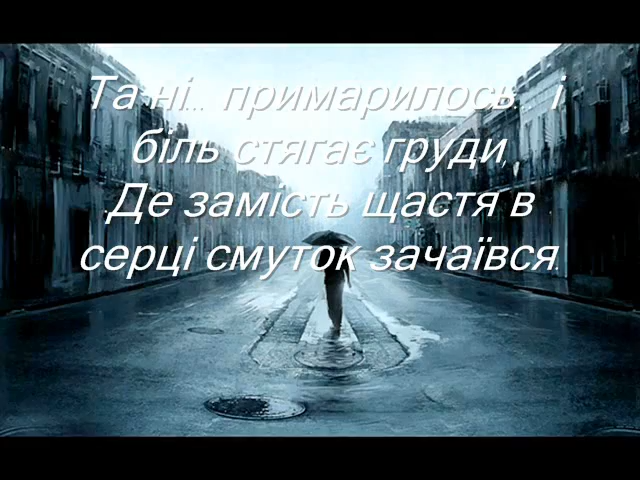 Та ні... примарилось. і
біль стягає груди,
.Де замість щастя в
серці смуток зачаївся.